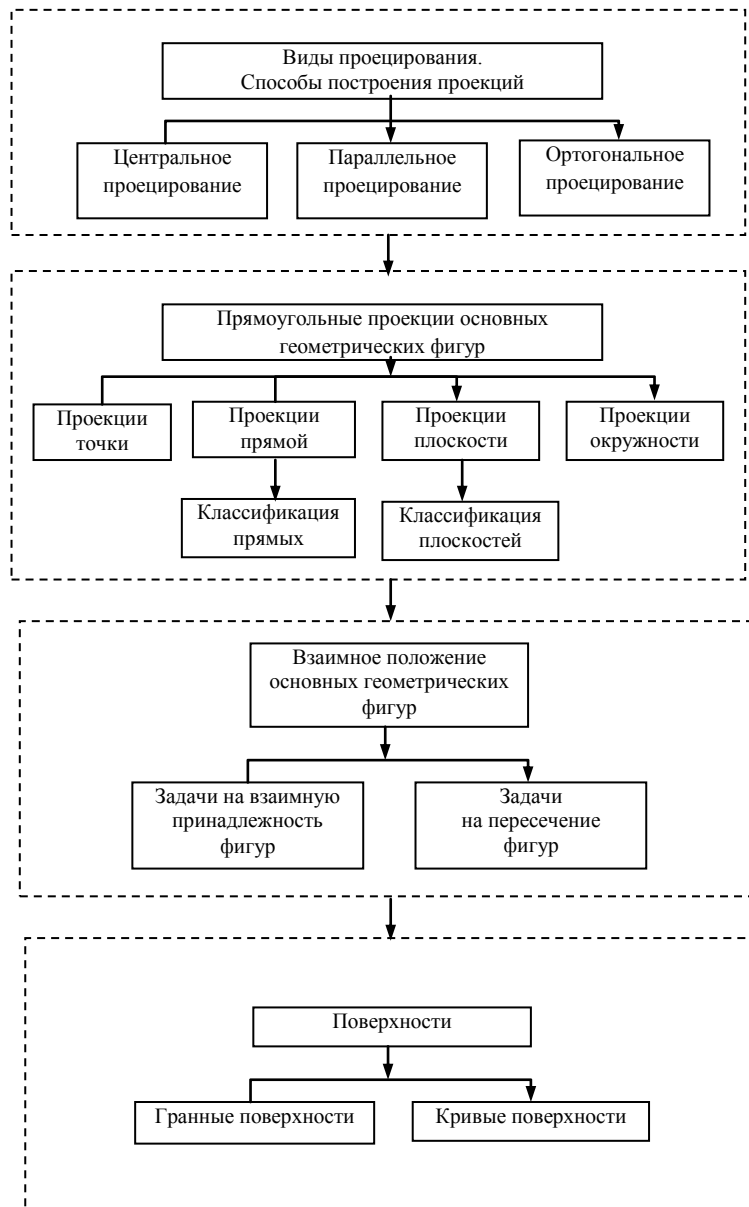 Виды проецирования.
Способы построения проекций
Центральное
проецирование
Параллельное
проецирование
Ортогональное
проецирование
Прямоугольные проекции основных
геометрических фигур
Проекции
точки
Проекции
прямой
Проекции
плоскости
Проекции
окружности
Классификация
прямых
Классификация
плоскостей
Взаимное положение
основных геометрических
фигур
Задачи на взаимную
принадлежность
фигур
Задачи
на пересечение
фигур
Поверхности
Гранные поверхности
Кривые поверхности